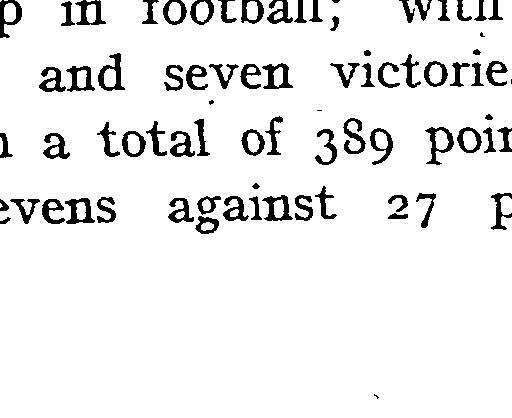 p in football; with
and seven victories
a total of 389 poin
evens against 27 p